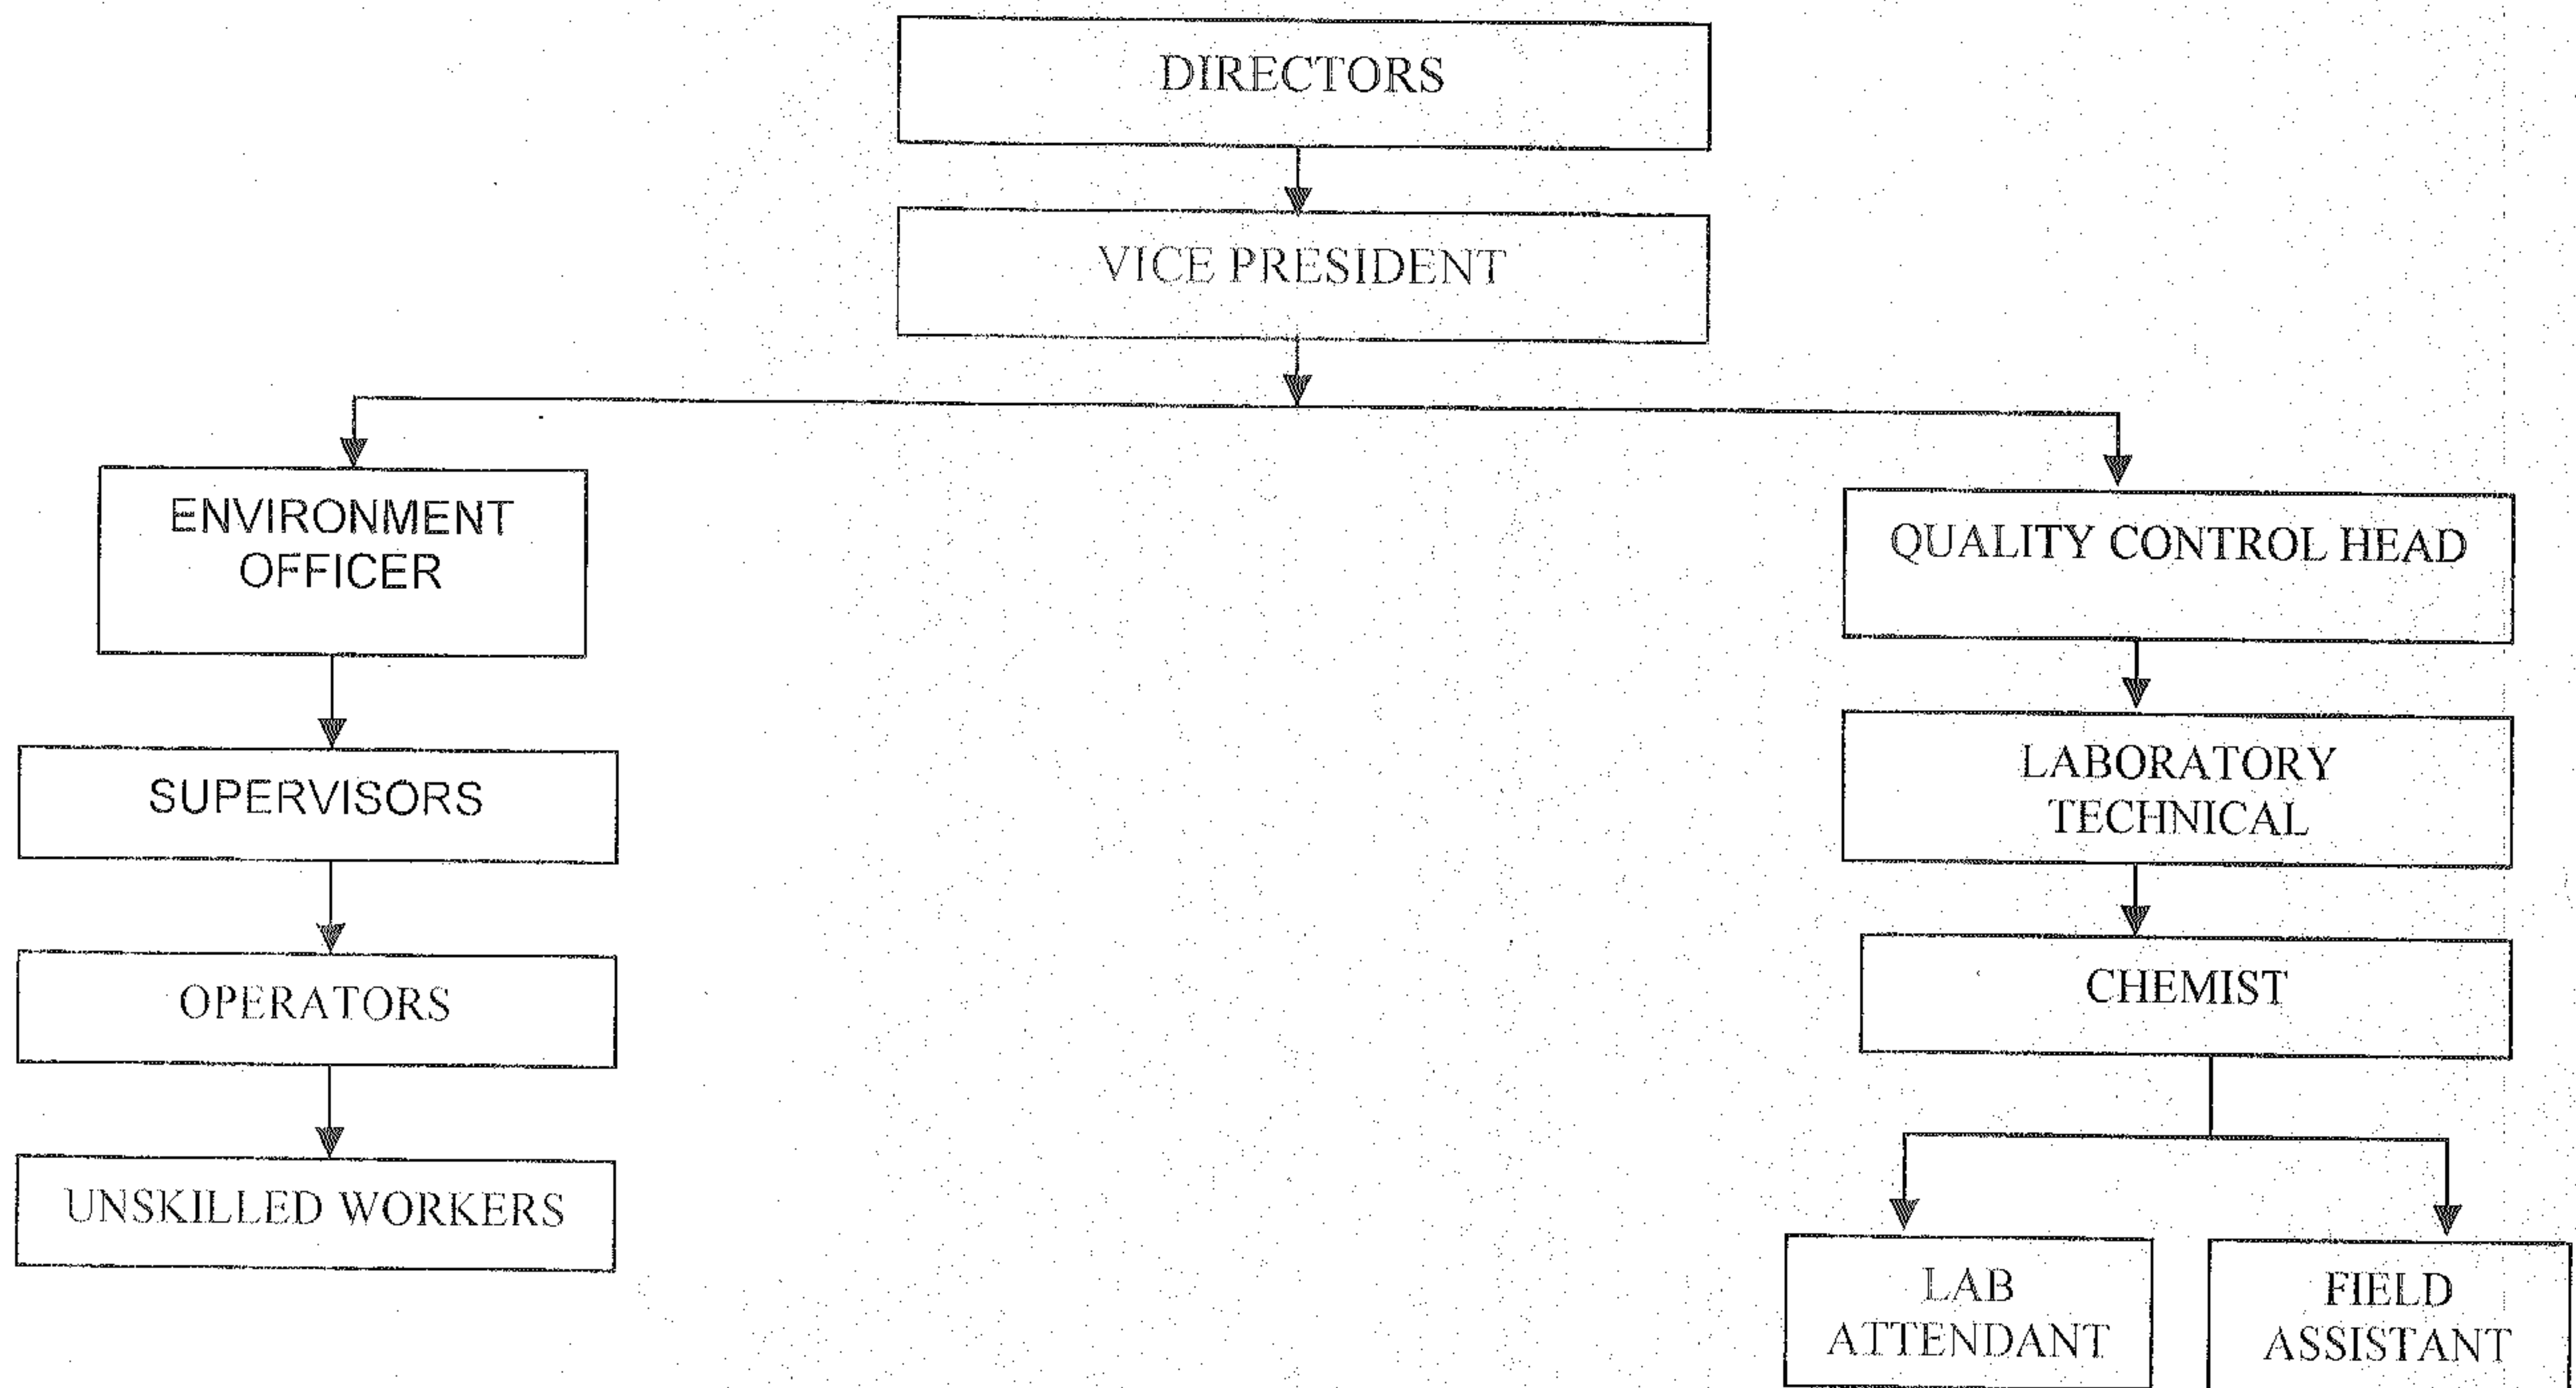 DIRECTORS
VICE PRESIDENT
ENVIRONMENT
OFFICER
QUALITY CONTROL HEAD
SUPERVISORS
LABORATORY
TECHNICAL
OPERATORS
CHEMIST
UNSKILLED WORKERS
LAB
ATTENDANT
FIELD
ASSISTANT